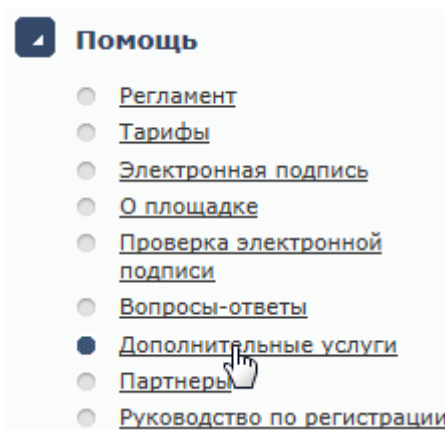 Помощь
Регламент
Тарифы
Электронная подпись
О площадке
Проверка электронной
подписи
Вопросы-ответы
Дополнительные услуги
Партнеры
Руководство по регистрации